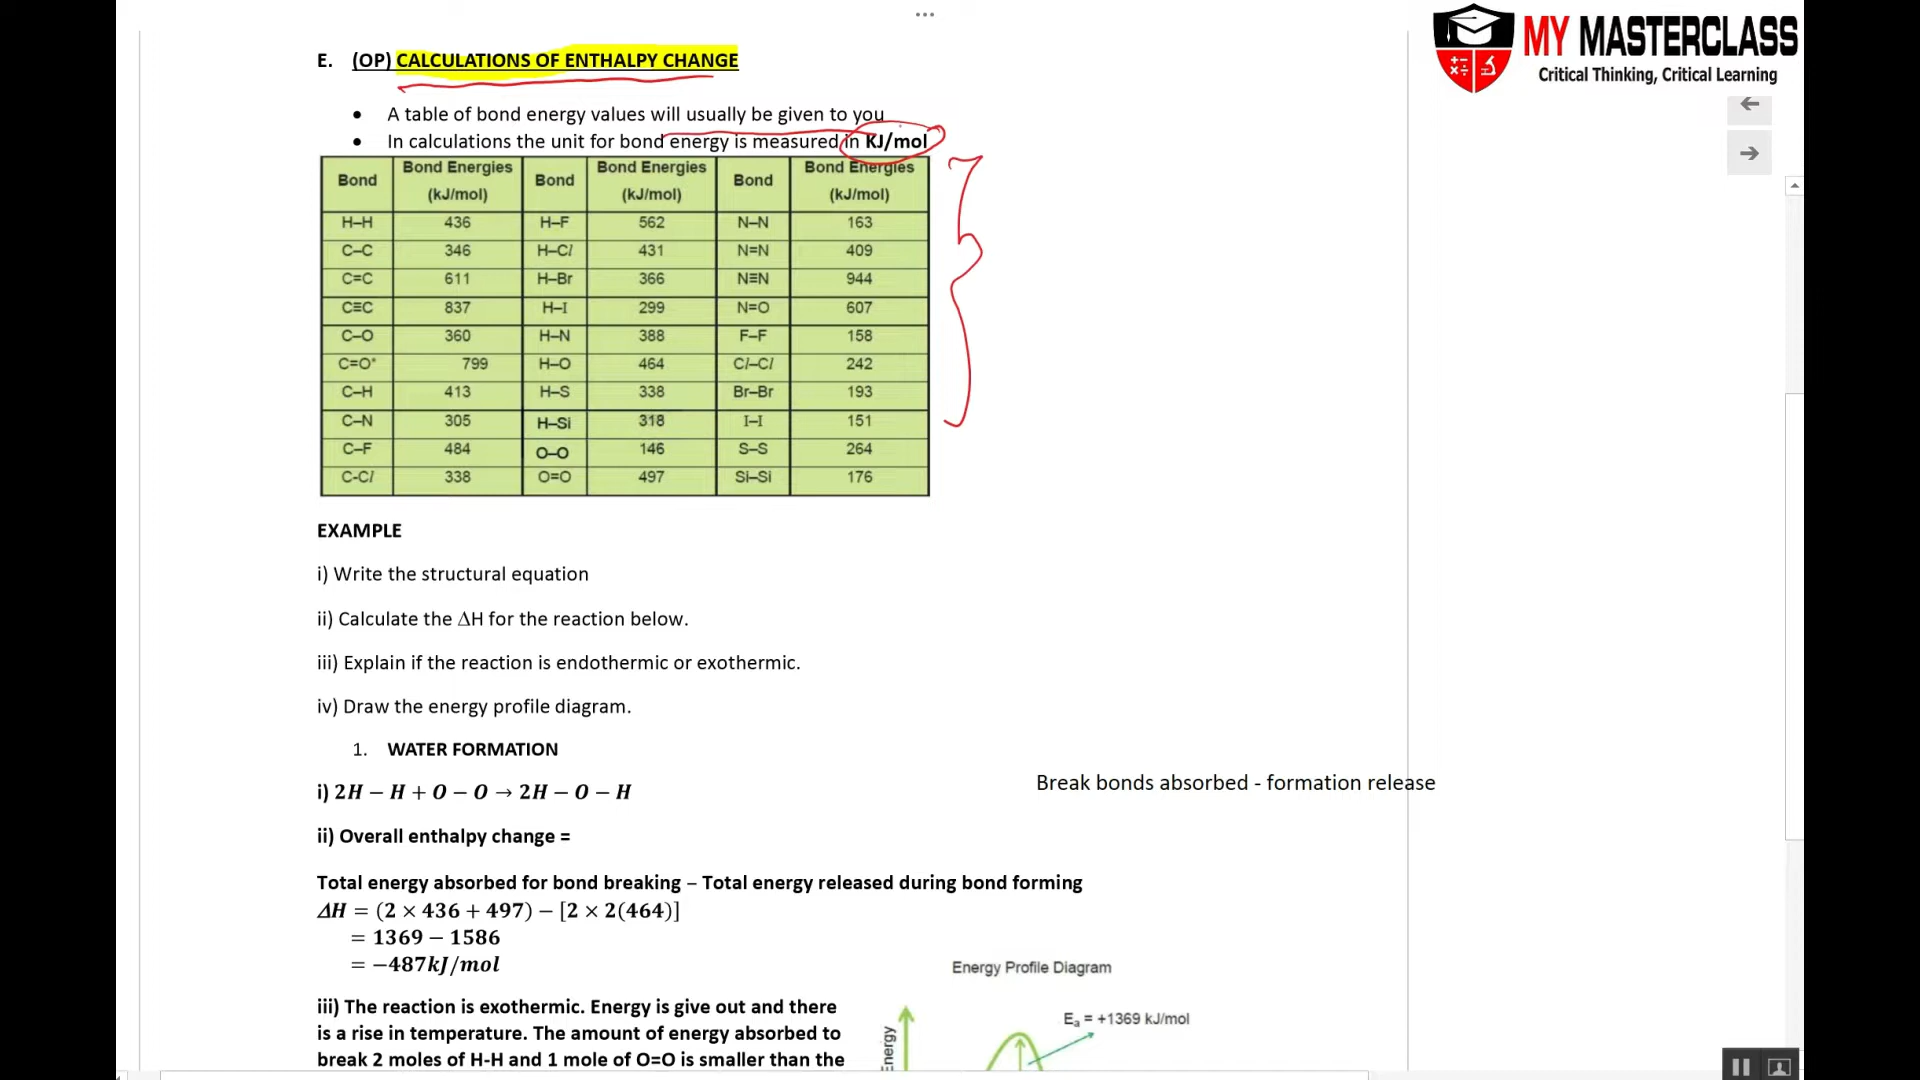 MY MASTERCLASS
Critical Thinking, Critical Learning
E. (OP) CALCULATIONS OF ENTHALPY CHANGE
• A table of bond energy values will usually be given to you
• In calculations the unit for bond energy is measured in KJ/mol
Bond Bond Energies (kJ/mol) Bond Bond Energies (kJ/mol) Bond Bond Energies (kJ/mol)
H–H 436 H–F 562 N–N 163
C–C 346 H–Cl 431 N=N 409
C=C 611 H–Br 366 N≡N 944
C≡C 837 H–I 299 N=O 607
C–O 360 H–N 388 F–F 158
C=O* 799 H–O 464 Cl–Cl 242
C–H 413 H–S 338 Br–Br 193
C–N 305 H–Si 318 I–I 151
C–F 484 O–O 146 S–S 264
C-Cl 338 O=O 497 Si–Si 176
EXAMPLE
i) Write the structural equation
ii) Calculate the ΔH for the reaction below.
iii) Explain if the reaction is endothermic or exothermic.
iv) Draw the energy profile diagram.
1. WATER FORMATION
Break bonds absorbed - formation release
i) 2H − H + O − O → 2H − O − H
ii) Overall enthalpy change =
Total energy absorbed for bond breaking – Total energy released during bond forming
ΔH = (2 × 436 + 497) − [2 × 2(464)]
= 1369 − 1586
= −487kJ/mol
iii) The reaction is exothermic. Energy is give out and there
is a rise in temperature. The amount of energy absorbed to
break 2 moles of H-H and 1 mole of O=O is smaller than the
Energy Profile Diagram
Ea = +1369 kJ/mol
Energy